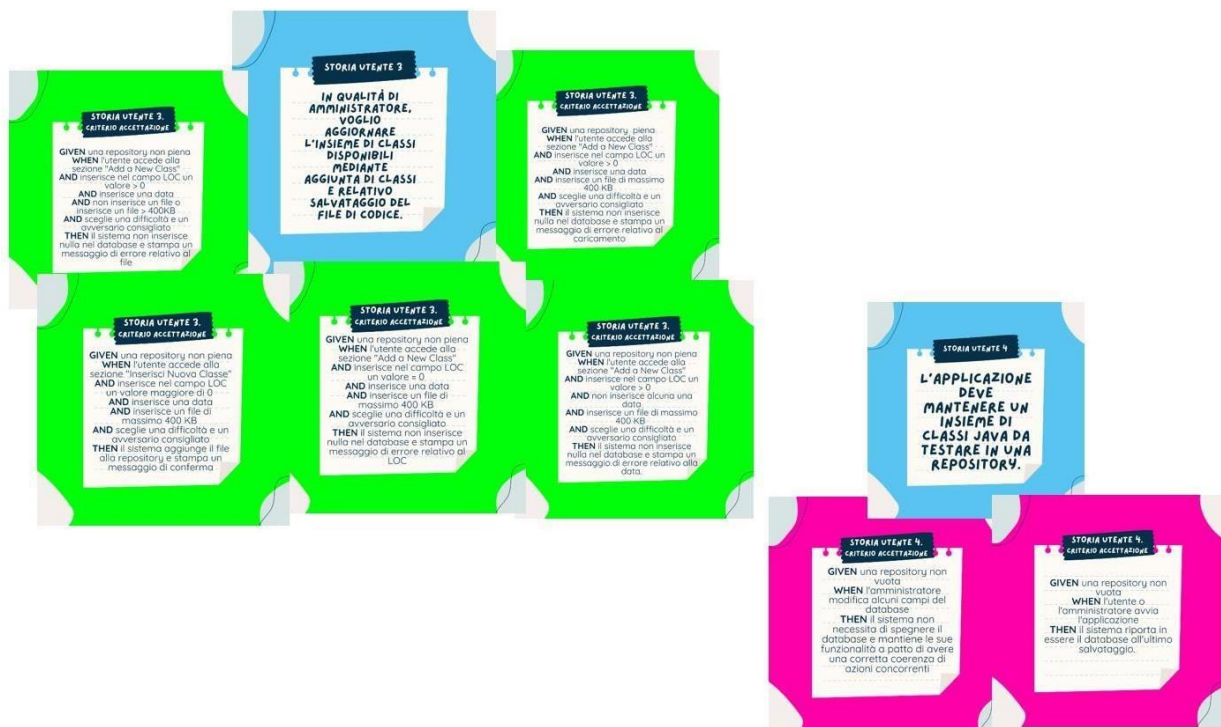 STORIA UTENTE 3
IN QUALITÀ DI
AMMINISTRATORE,
VOGLIO
AGGIORNARE
L'INSIEME DI CLASSI
DISPONIBILI
MEDIANTE
AGGIUNTA DI CLASSI
E RELATIVO
SALVATAGGIO DEL
FILE DI CODICE.
STORIA UTENTE 3.
CRITERIO ACCETTAZIONE
GIVEN una repository non piena
WHEN l'utente accede alla
sezione "Add a New Class"
AND inserisce nel campo LOC un
valore > 0
AND inserisce una data
AND non inserisce un file o
inserisce un file > 400KB
AND sceglie una difficoltà e un
avversario consigliato
THEN il sistema non inserisce
nulla nel database e stampa un
messaggio di errore relativo al
file
STORIA UTENTE 3.
CRITERIO ACCETTAZIONE
GIVEN una repository piena
WHEN l'utente accede alla
sezione "Add a New Class"
AND inserisce nel campo LOC un
valore > 0
AND inserisce una data
AND inserisce un file di massimo
400 KB
AND sceglie una difficoltà e un
avversario consigliato
THEN il sistema non inserisce
nulla nel database e stampa un
messaggio di errore relativo al
caricamento
STORIA UTENTE 3.
CRITERIO ACCETTAZIONE
GIVEN una repository non piena
WHEN l'utente accede alla
sezione "Inserisci Nuova Classe"
AND inserisce nel campo LOC
un valore maggiore di 0
AND inserisce una data
AND inserisce un file di
massimo 400 KB
AND sceglie una difficoltà e un
avversario consigliato
THEN il sistema aggiunge il file
alla repository e stampa un
messaggio di conferma
STORIA UTENTE 3.
CRITERIO ACCETTAZIONE
GIVEN una repository non piena
WHEN l'utente accede alla
sezione "Add a New Class"
AND inserisce nel campo LOC
un valore = 0
AND inserisce una data
AND inserisce un file di
massimo 400 KB
AND sceglie una difficoltà e un
avversario consigliato
THEN il sistema non inserisce
nulla nel database e stampa un
messaggio di errore relativo al
LOC
STORIA UTENTE 3.
CRITERIO ACCETTAZIONE
GIVEN una repository non piena
WHEN l'utente accede alla
sezione "Add a New Class"
AND inserisce nel campo LOC un
valore > 0
AND non inserisce alcuna una
data
AND inserisce un file di massimo
400 KB
AND sceglie una difficoltà e un
avversario consigliato
THEN il sistema non inserisce
nulla nel database e stampa un
messaggio di errore relativo alla
data.
STORIA UTENTE 4
L'APPLICAZIONE
DEVE
MANTENERE UN
INSIEME DI
CLASSI JAVA DA
TESTARE IN UNA
REPOSITORY.
STORIA UTENTE 4.
CRITERIO ACCETTAZIONE
GIVEN una repository non
vuota
WHEN l'amministratore
modifica alcuni campi del
database
THEN il sistema non
necessita di spegnere il
database e mantiene le sue
funzionalità a patto di avere
una corretta coerenza di
azioni concorrenti
STORIA UTENTE 4.
CRITERIO ACCETTAZIONE
GIVEN una repository non
vuota
WHEN l'utente o
l'amministratore avvia
l'applicazione
THEN il sistema riporta in
essere il database all'ultimo
salvataggio.